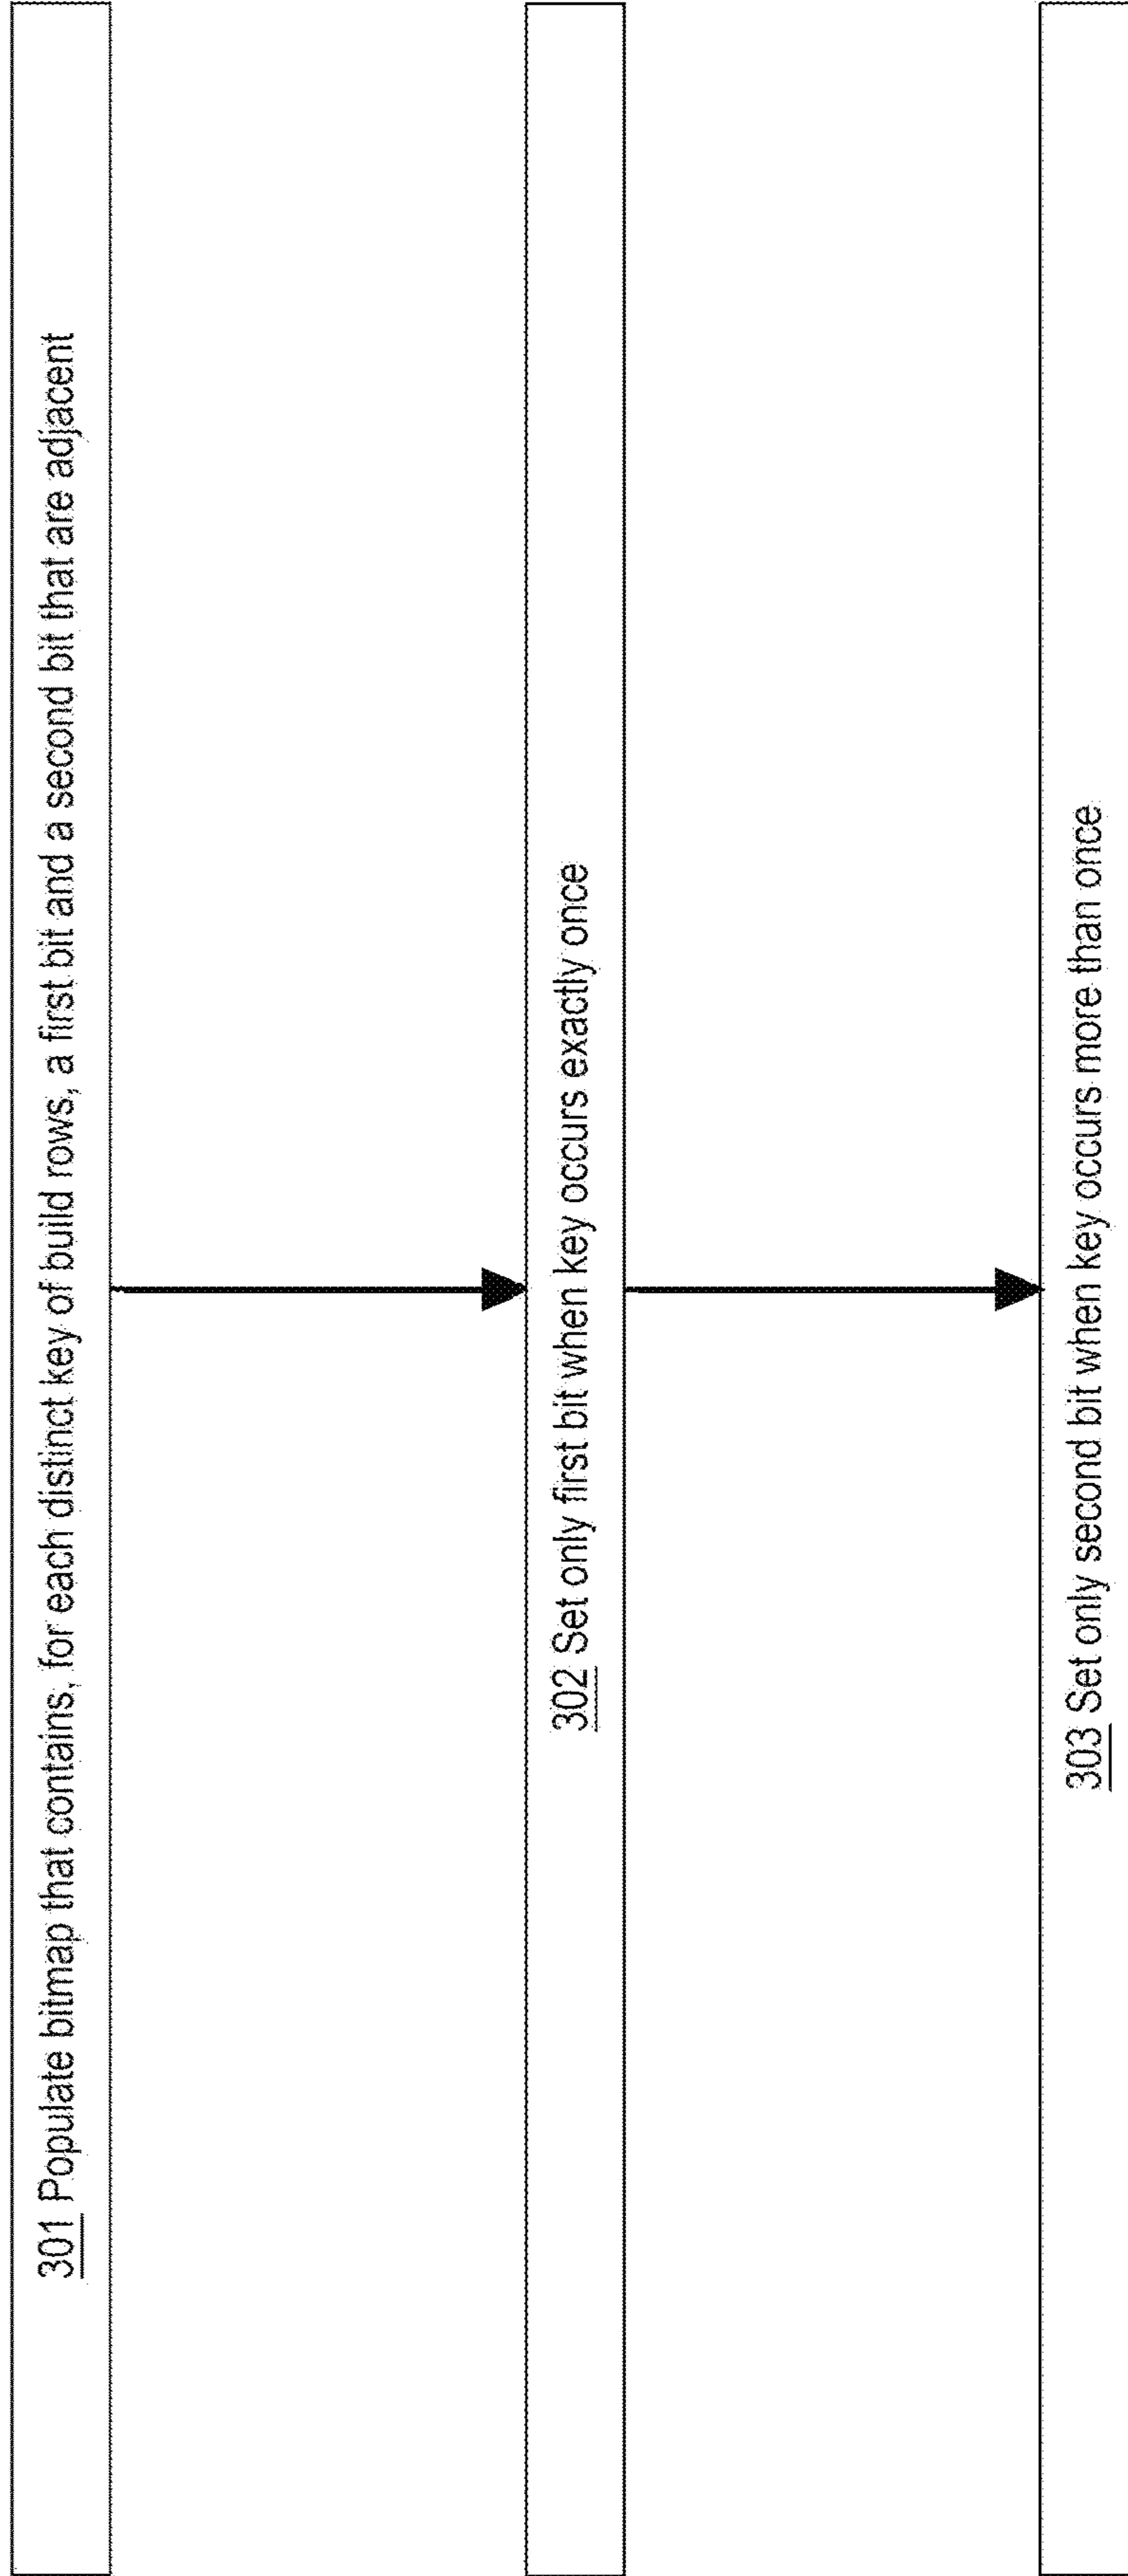 301 Populate bitmap that contains, for each distinct key of build rows, a first bit and a second bit that are adjacent
302 Set only first bit when key occurs exactly once
303 Set only second bit when key occurs more than once